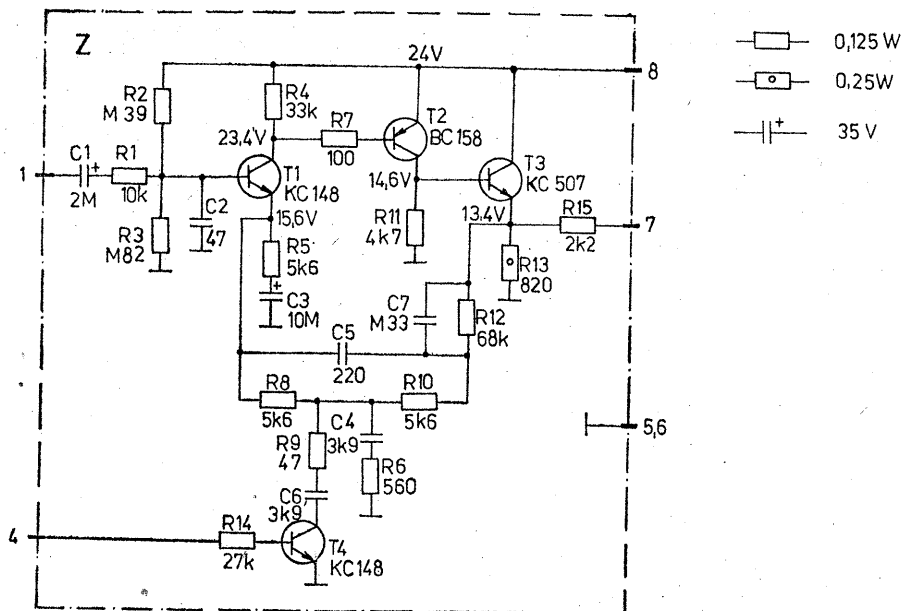 Z
24V
8
0,125 W
0,25W
+
35 V
R2
M 39
R4
33k
R7
100
T2
BC 158
23,4V
C1
+
2M
R1
10k
1
T1
KC 148
14,6V
T3
KC 507
R3
M82
C2
47
15,6V
R11
4k7
13,4V
R15
2k2
7
R5
5k6
+
C3
10M
R13
820
C7
M33
R12
68k
C5
220
R8
5k6
R10
5k6
R9
47
C4
3k9
R6
560
5,6
C6
3k9
4
R14
27k
T4
KC148